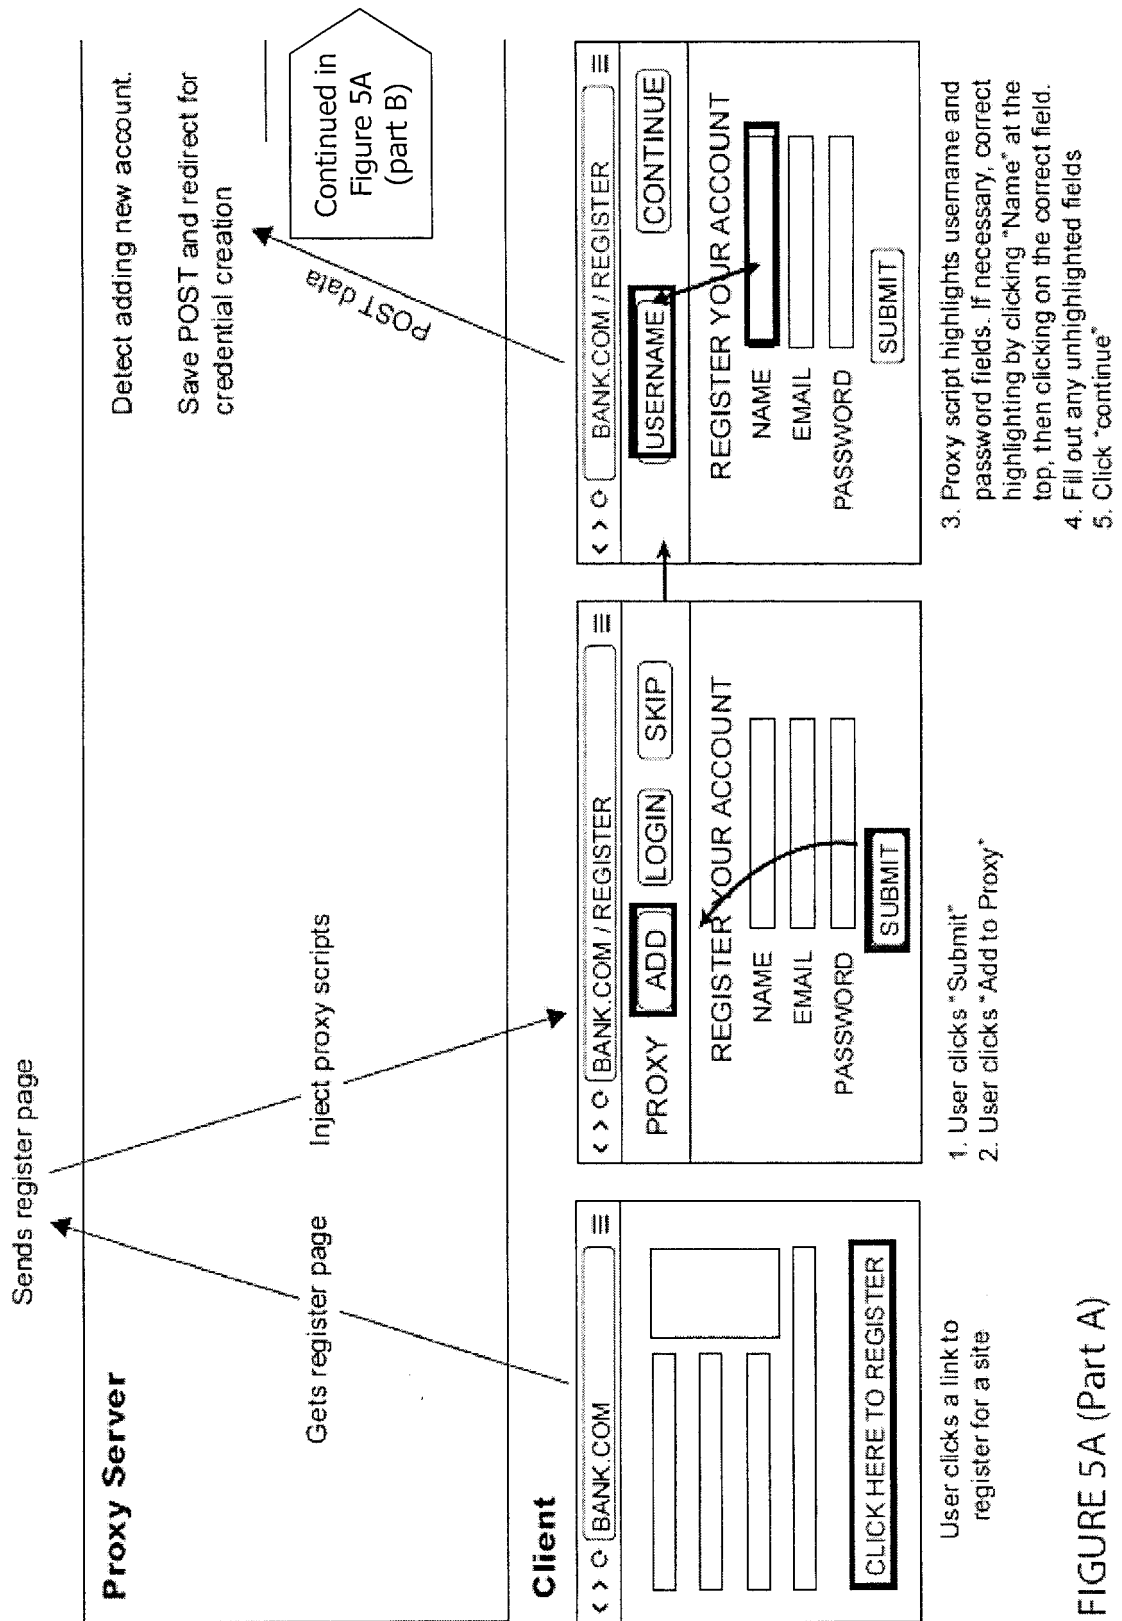 Sends register page
Proxy Server
Gets register page
Inject proxy scripts
Detect adding new account.
Save POST and redirect for
credential creation
POST data
Continued in
Figure 5A
(part B)
Client
BANK.COM
CLICK HERE TO REGISTER
User clicks a link to
register for a site
BANK.COM / REGISTER
PROXY ADD LOGIN SKIP
REGISTER YOUR ACCOUNT
NAME
EMAIL
PASSWORD
SUBMIT
1. User clicks "Submit"
2. User clicks "Add to Proxy"
BANK.COM / REGISTER
USERNAME CONTINUE
REGISTER YOUR ACCOUNT
NAME
EMAIL
PASSWORD
SUBMIT
3. Proxy script highlights username and
password fields. If necessary, correct
highlighting by clicking "Name" at the
top, then clicking on the correct field.
4. Fill out any unhighlighted fields
5. Click "continue"
FIGURE 5A (Part A)